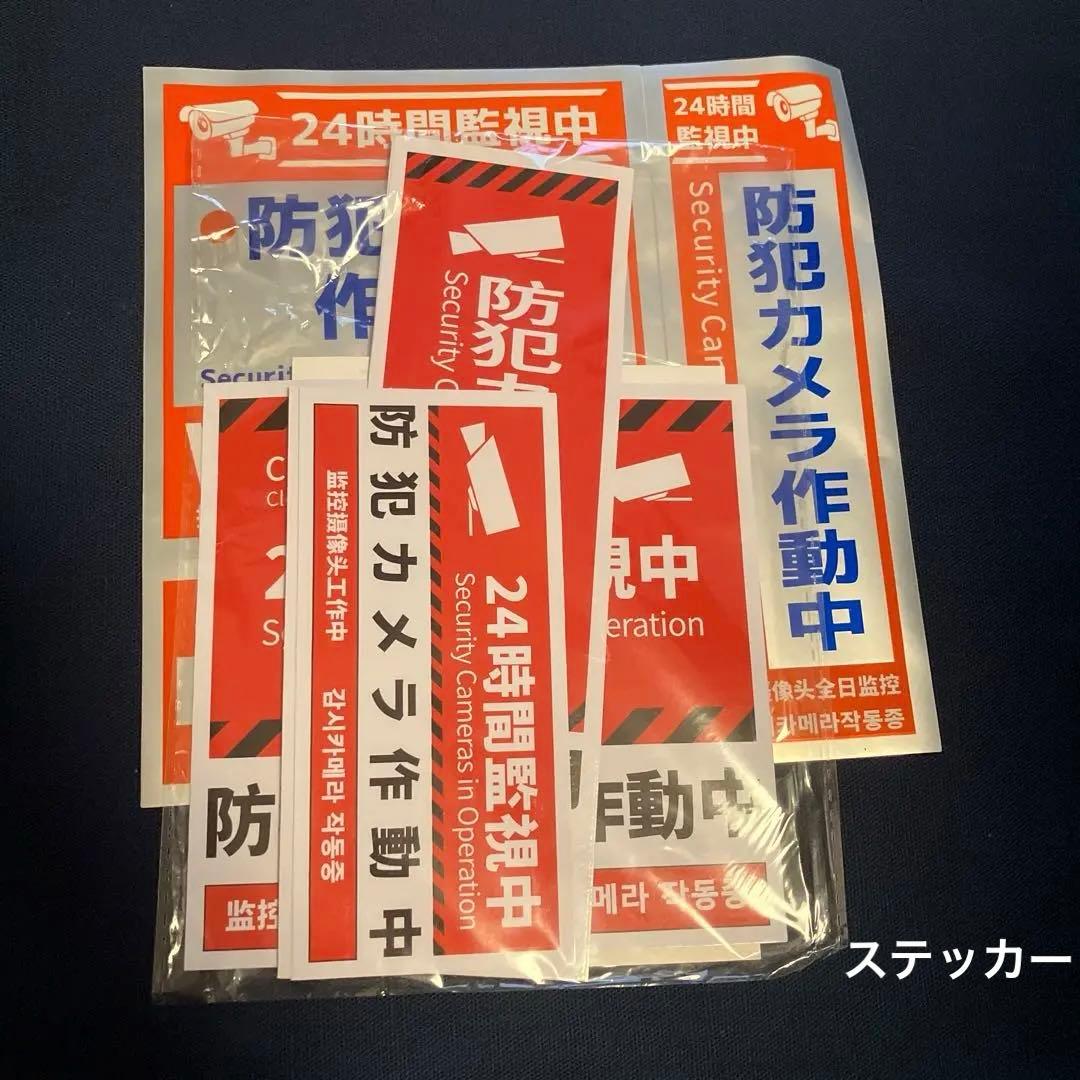 24時間監視中
防犯
作
Securit
24時間
監視中
Security Cam
防犯カメラ作動中
像头全日监控
카메라작동중
防犯カ
Security C
C
Cl
2
S
防
监控
24時間監視中
Security Cameras in Operation
防犯カメラ作動中
监控摄像头工作中 감시카메라 작동중
視中
eration
作動中
메라 작동중
ステッカー